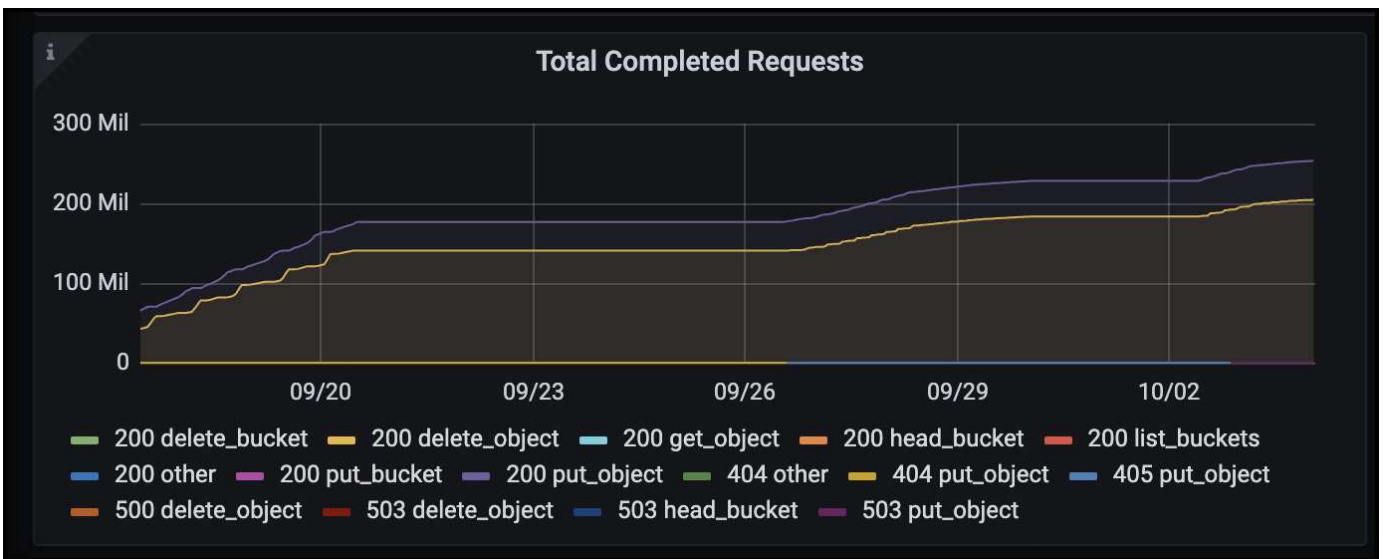 i
Total Completed Requests
300 Mil
200 Mil
100 Mil
0
09/20 09/23 09/26 09/29 10/02
200 delete_bucket 200 delete_object 200 get_object 200 head_bucket 200 list_buckets
200 other 200 put_bucket 200 put_object 404 other 404 put_object 405 put_object
500 delete_object 503 delete_object 503 head_bucket 503 put_object